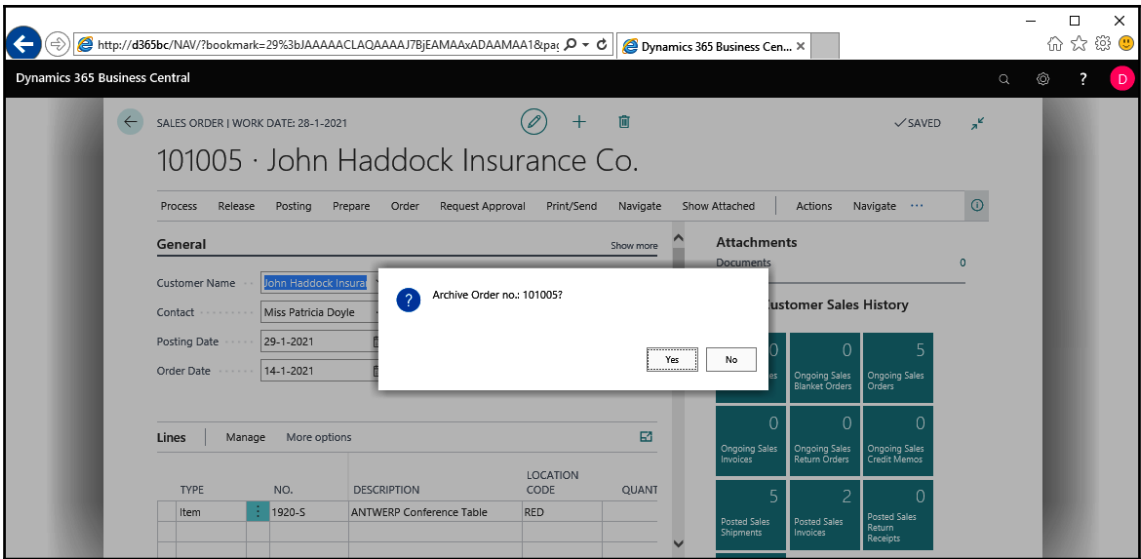 http://d365bc/NAV/?bookmark=29%3bJAAAAACLAQAAAAJ7BjEAMAAxADAAMAA1&pa
Dynamics 365 Business Cen...
Dynamics 365 Business Central
? D
SALES ORDER | WORK DATE: 28-1-2021
SAVED
101005 · John Haddock Insurance Co.
Process Release Posting Prepare Order Request Approval Print/Send Navigate Show Attached Actions Navigate ...
General Show more
Attachments
Documents 0
Customer Name John Haddock Insura
Contact Miss Patricia Doyle
Posting Date 29-1-2021
Order Date 14-1-2021
?
Archive Order no.: 101005?
Yes No
Customer Sales History
0 0 5
Ongoing Sales Blanket Orders
Ongoing Sales Orders
0 0 0
Ongoing Sales Invoices
Ongoing Sales Return Orders
Ongoing Sales Credit Memos
5 2 0
Posted Sales Shipments
Posted Sales Invoices
Posted Sales Return Receipts
Lines Manage More options
TYPE NO. DESCRIPTION LOCATION CODE QUANT
Item 1920-S ANTWERP Conference Table RED